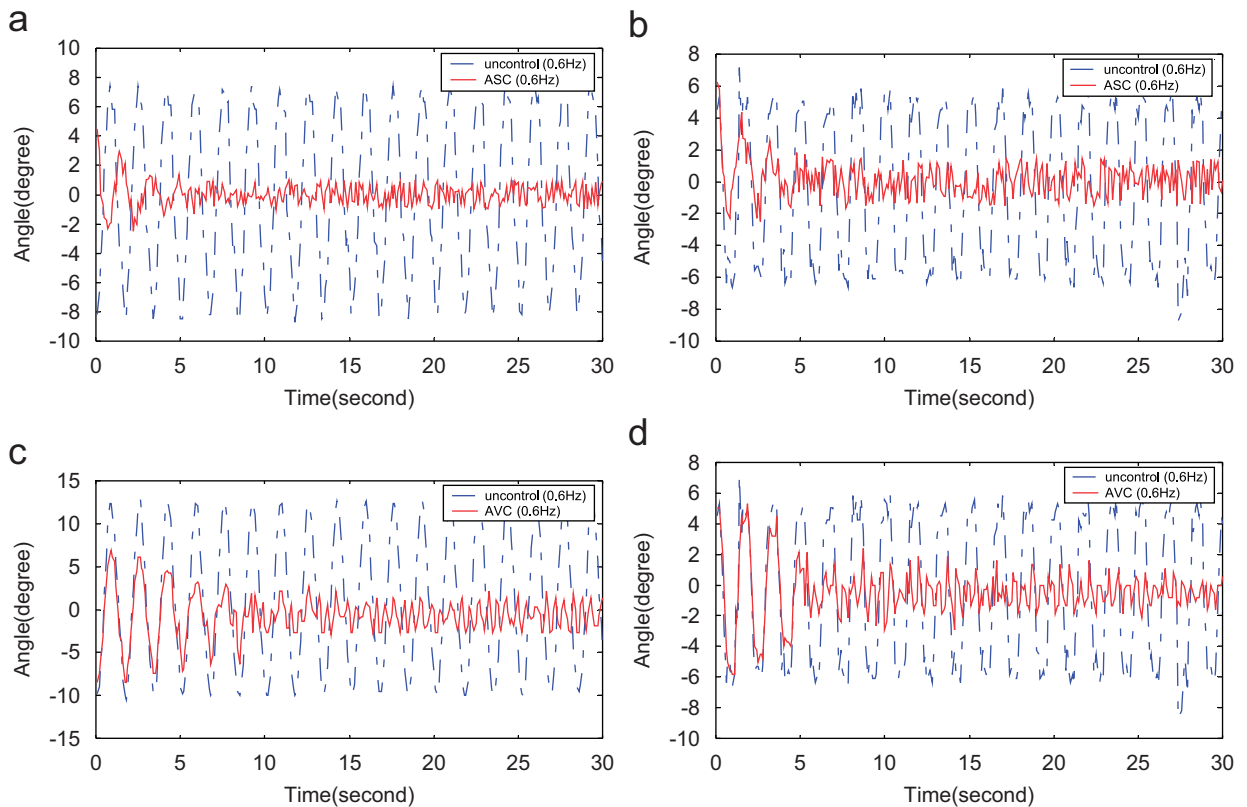 a
10
8
6
4
2
0
-2
-4
-6
-8
-10
Angle(degree)
uncontrol (0.6Hz)
ASC (0.6Hz)
0 5 10 15 20 25 30
Time(second)
b
8
6
4
2
0
-2
-4
-6
-8
-10
Angle(degree)
uncontrol (0.6Hz)
ASC (0.6Hz)
0 5 10 15 20 25 30
Time(second)
c
15
10
5
0
-5
-10
-15
Angle(degree)
uncontrol (0.6Hz)
AVC (0.6Hz)
0 5 10 15 20 25 30
Time(second)
d
8
6
4
2
0
-2
-4
-6
-8
-10
Angle(degree)
uncontrol (0.6Hz)
AVC (0.6Hz)
0 5 10 15 20 25 30
Time(second)